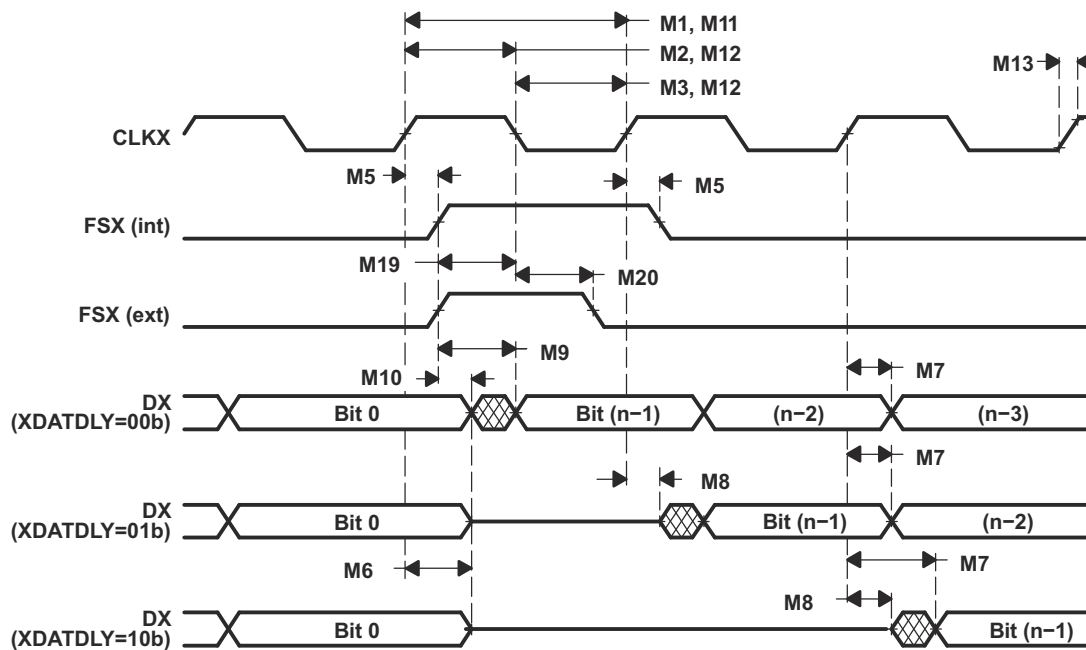 M1, M11
M2, M12
M13
M3, M12
CLKX
M5
M5
FSX (int)
M19
M20
FSX (ext)
M9
M10
M7
DX
(XDATDLY=00b)
Bit 0
Bit (n−1)
(n−2)
(n−3)
M7
M8
DX
(XDATDLY=01b)
Bit 0
Bit (n−1)
(n−2)
M6
M7
M8
DX
(XDATDLY=10b)
Bit 0
Bit (n−1)